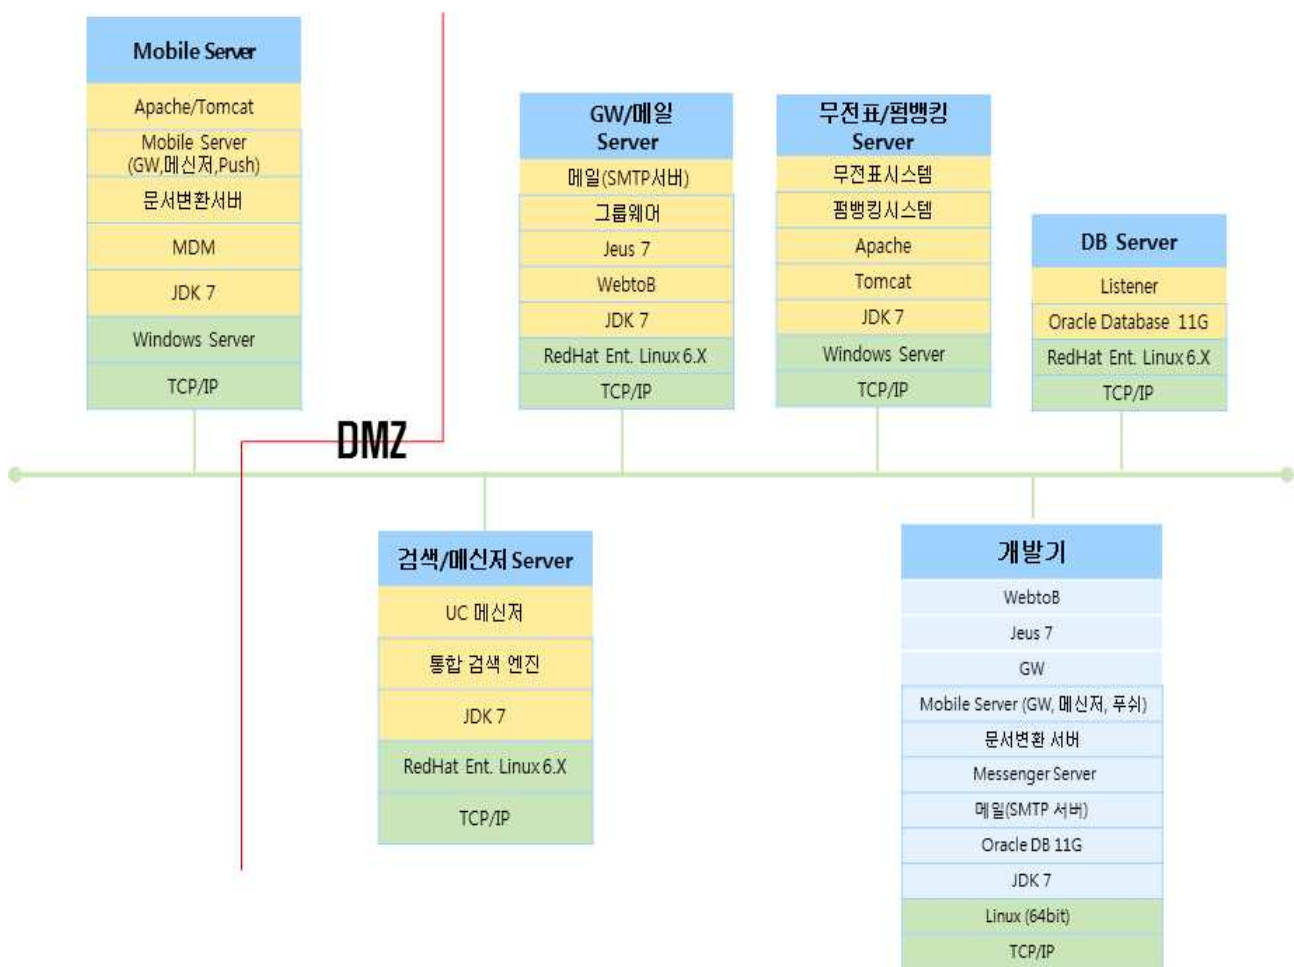 Mobile Server
Apache/Tomcat
Mobile Server
(GW,메신저,Push)
문서변환서버
MDM
JDK 7
Windows Server
TCP/IP
GW/메일
Server
메일(SMTP서버)
그룹웨어
Jeus 7
WebtoB
JDK 7
RedHat Ent. Linux 6.X
TCP/IP
무전표/펌뱅킹
Server
무전표시스템
펌뱅킹시스템
Apache
Tomcat
JDK 7
Windows Server
TCP/IP
DB Server
Listener
Oracle Database 11G
RedHat Ent. Linux 6.X
TCP/IP
DMZ
검색/메신저 Server
UC 메신저
통합 검색 엔진
JDK 7
RedHat Ent. Linux 6.X
TCP/IP
개발기
WebtoB
Jeus 7
GW
Mobile Server (GW, 메신저, 푸쉬)
문서변환 서버
Messenger Server
메일(SMTP 서버)
Oracle DB 11G
JDK 7
Linux (64bit)
TCP/IP